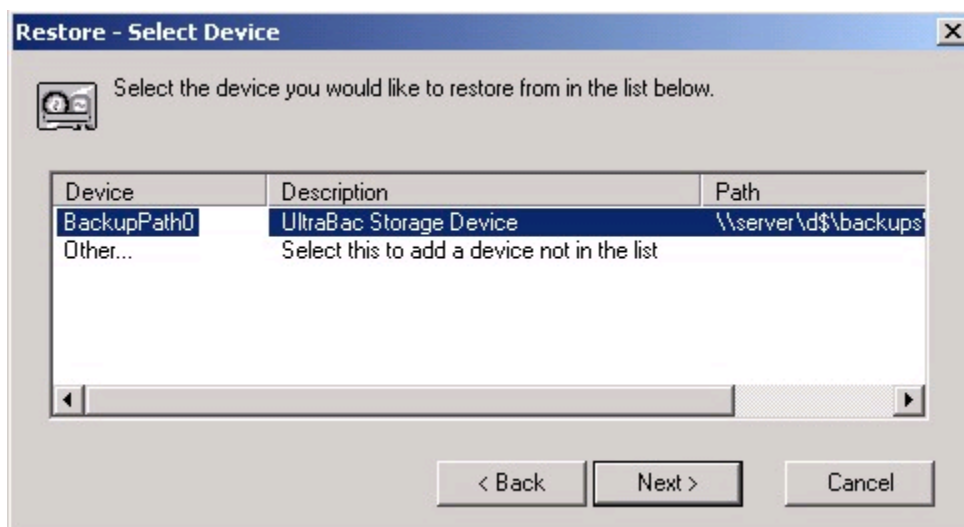 Restore - Select Device
Select the device you would like to restore from in the list below.
Device Description Path
BackupPath0 UltraBac Storage Device \\server\d$\backups
Other... Select this to add a device not in the list
< Back Next > Cancel